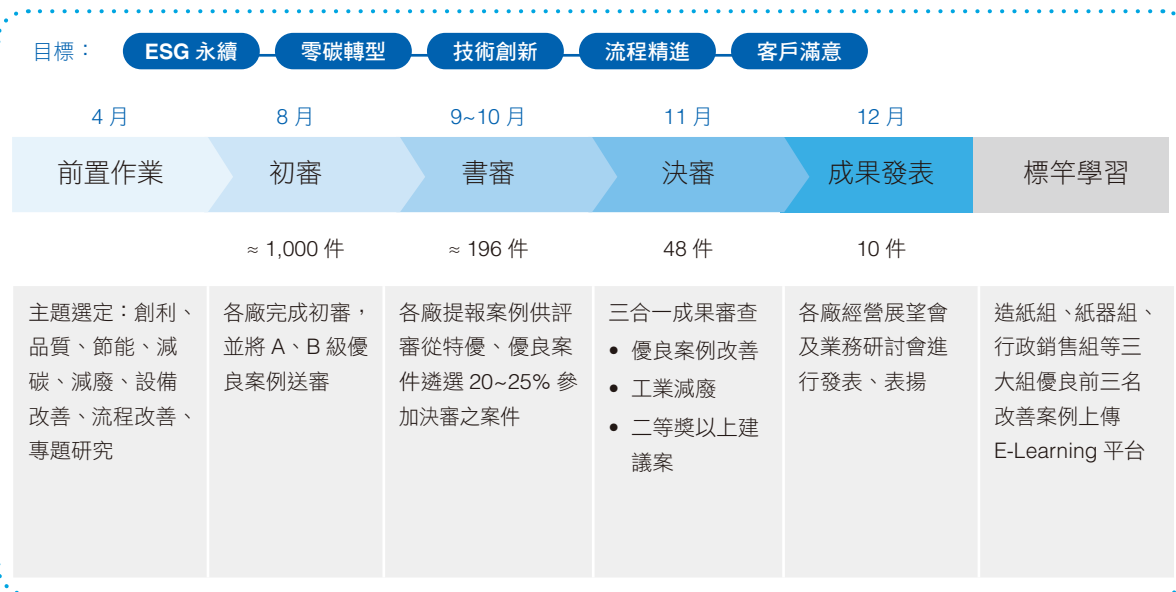 目標：
ESG 永續
零碳轉型
技術創新
流程精進
客戶滿意
4 月
8 月
9~10 月
11 月
12 月
前置作業
初審
書審
決審
成果發表
標竿學習
≈ 1,000 件
≈ 196 件
48 件
10 件
主題選定：創利、
品質、節能、減
碳、減廢、設備
改善、流程改善、
專題研究
各廠完成初審，
並將 A、B 級優
良案例送審
各廠提報案例供評
審從特優、優良案
件遴選 20~25% 參
加決審之案件
三合一成果審查
• 優良案例改善
• 工業減廢
• 二等獎以上建
議案
各廠經營展望會
及業務研討會進
行發表、表揚
造紙組、紙器組、
行政銷售組等三
大組優良前三名
改善案例上傳
E-Learning 平台